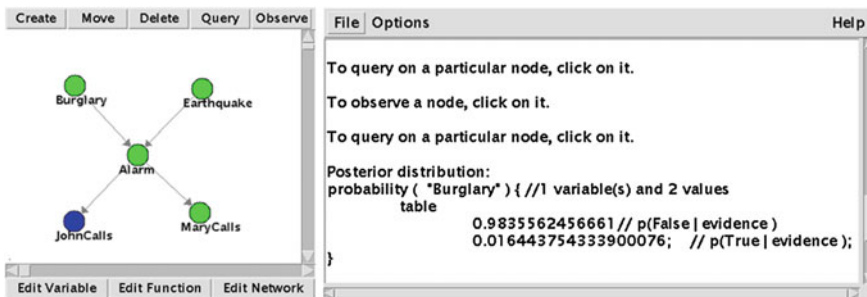 Create Move Delete Query Observe
Burglary Earthquake
Alarm
JohnCalls MaryCalls
Edit Variable Edit Function Edit Network
File Options Help
To query on a particular node, click on it.
To observe a node, click on it.
To query on a particular node, click on it.
Posterior distribution:
probability ( "Burglary" ) { //1 variable(s) and 2 values
table
0.9835562456661 // p(False | evidence )
0.016443754333900076; // p(True | evidence );
}